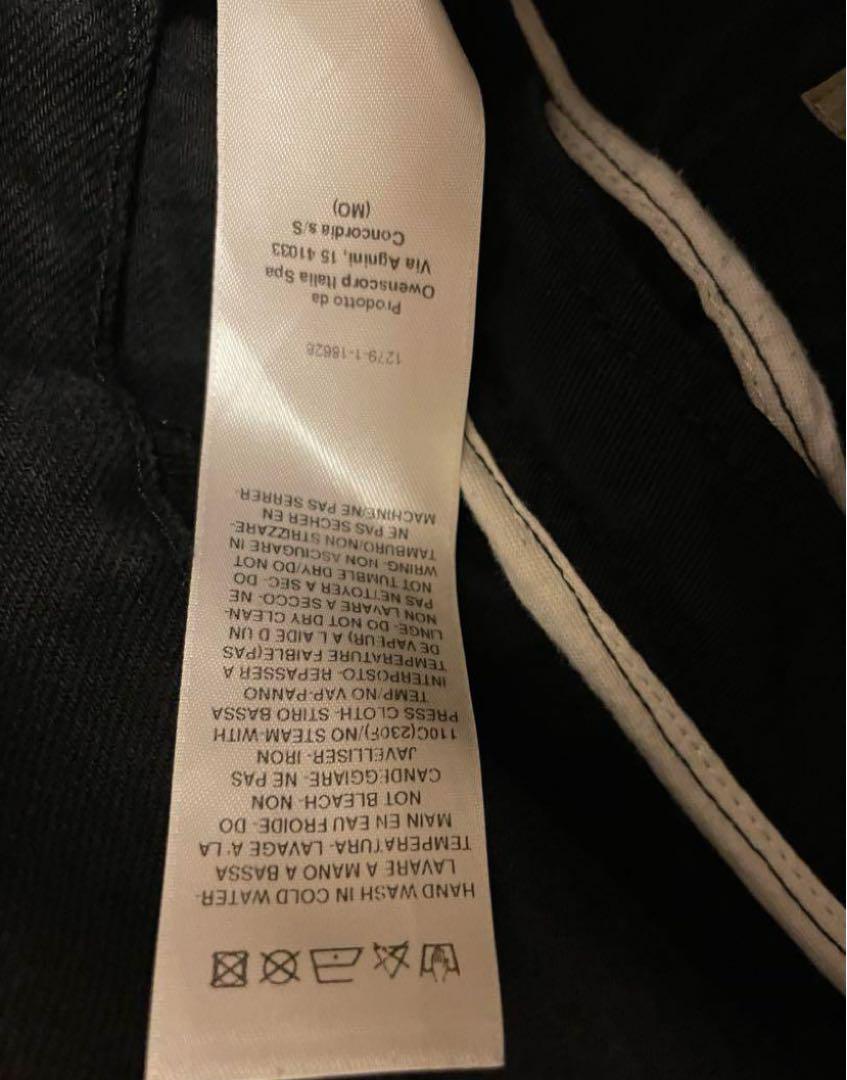 HAND WASH IN COLD WATER-
LAVARE A MANO A BASSA
TEMPERATURA- LAVAGE A' LA
MAIN EN EAU FROIDE- DO
NOT BLEACH- NON
CANDEGGIARE- NE PAS
JAVELLISER- IRON
110C(230F)/NO STEAM-WITH
PRESS CLOTH- STIRO BASSA
TEMP/NO VAP-PANNO
INTERPOSTO- REPASSER A
TEMPERATURE FAIBLE(PAS
DE VAPEUR) A L AIDE D UN
LINGE- DO NOT DRY CLEAN-
NON LAVARE A SECCO- NE
PAS NETTOYER A SEC- DO
NOT TUMBLE DRY/DO NOT
WRING- NON ASCIUGARE IN
TAMBURO/NON STRIZZARE-
NE PAS SECHER EN
MACHINE/NE PAS SERRER-
1279-1-18628
Prodotto da
Owenscorp Italia Spa
Via Agnini, 15 41033
Concordia s/S
(MO)